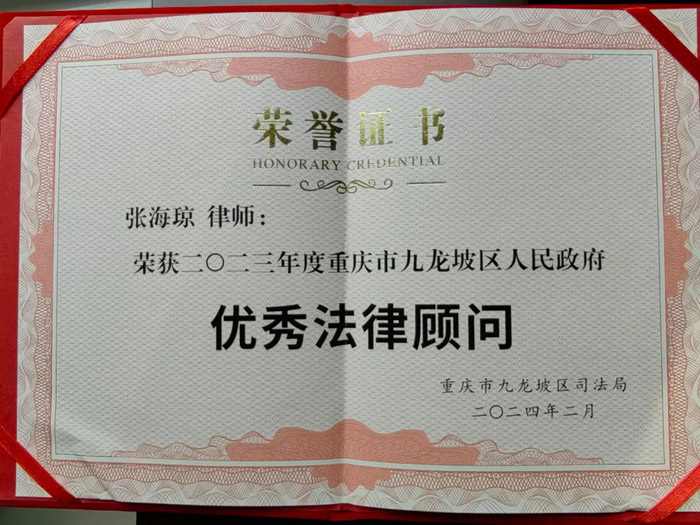 荣誉证书
HONORARY CREDENTIAL
张海琼 律师：
荣获二〇二三年度重庆市九龙坡区人民政府
优秀法律顾问
重庆市九龙坡区司法局
二〇二四年二月